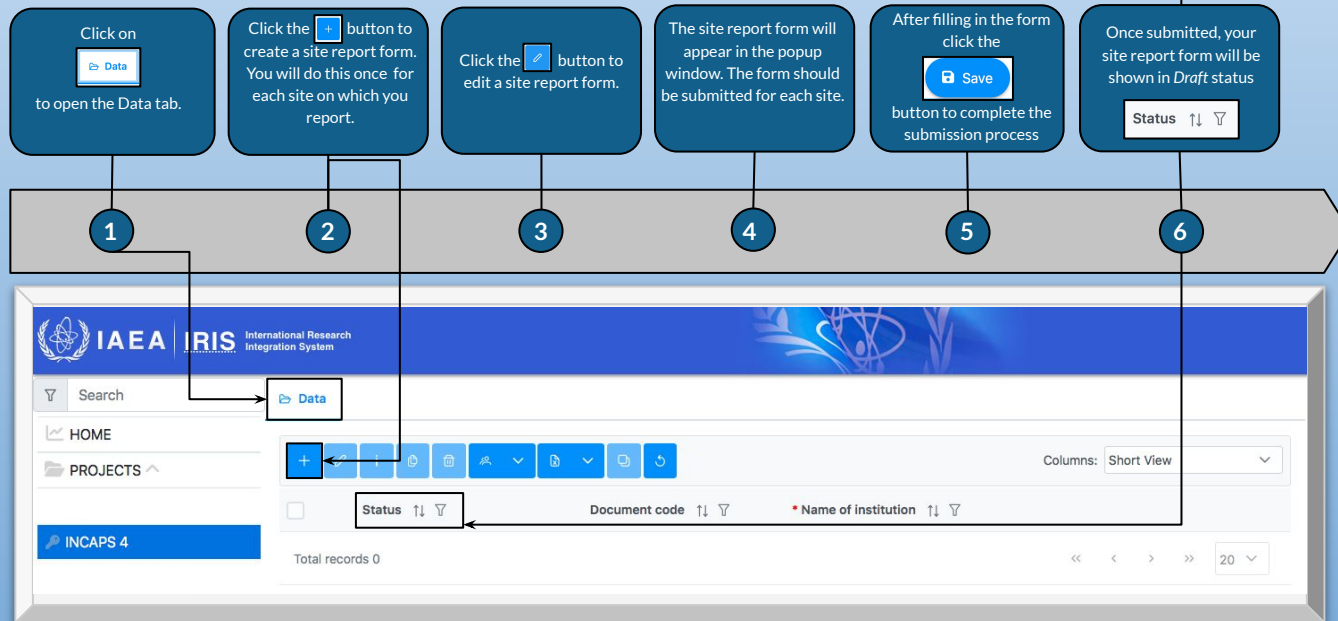 Click on
Data
to open the Data tab.
Click the + button to
create a site report form.
You will do this once for
each site on which you
report.
Click the button to
edit a site report form.
The site report form will
appear in the popup
window. The form should
be submitted for each site.
After filling in the form
click the
Save
button to complete the
submission process
Once submitted, your
site report form will be
shown in Draft status
Status
1
2
3
4
5
6
IAEA IRIS International Research
Integration System
Search
Data
HOME
PROJECTS
INCAPS 4
Columns: Short View
Status
Document code
* Name of institution
Total records 0
<< < > >> 20